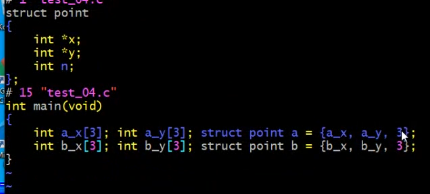 # 1 "test_04.c"
struct point
{
int *x;
int *y;
int n;
};
# 15 "test_04.c"
int main(void)
{
int a_x[3]; int a_y[3]; struct point a = {a_x, a_y, 3};
int b_x[3]; int b_y[3]; struct point b = {b_x, b_y, 3};
}
~
~